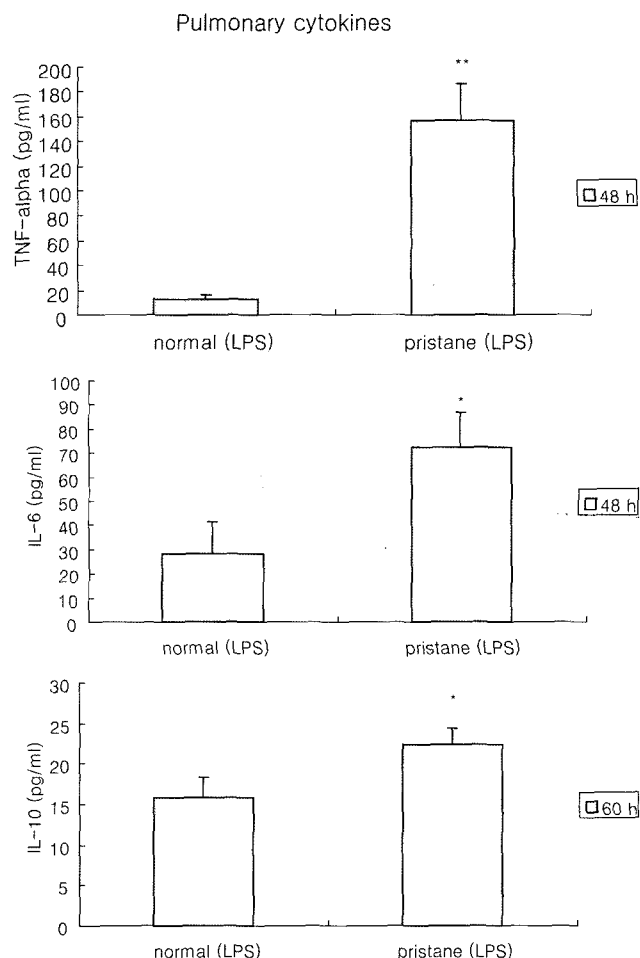 Pulmonary cytokines
TNF-alpha (pg/ml)
200
180
160
140
120
100
80
60
40
20
0
**
normal (LPS)
pristane (LPS)
48 h
IL-6 (pg/ml)
100
90
80
70
60
50
40
30
20
10
0
*
normal (LPS)
pristane (LPS)
48 h
IL-10 (pg/ml)
30
25
20
15
10
5
0
*
normal (LPS)
pristane (LPS)
60 h